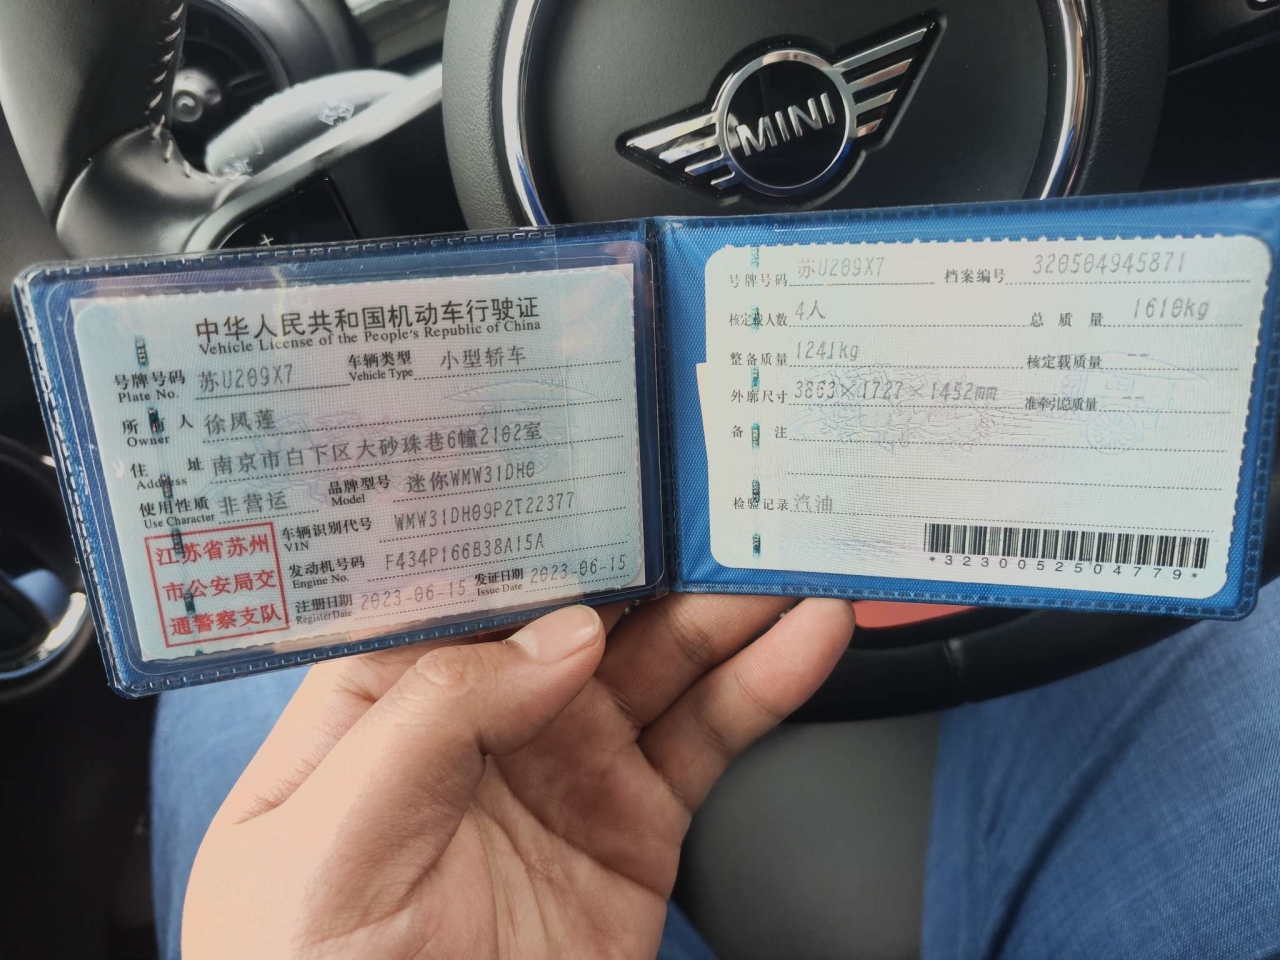 MINI
中华人民共和国机动车行驶证
Vehicle License of the People's Republic of China
号牌号码 苏U209X7 车辆类型 小型轿车
Plate No. Vehicle Type
所有人 徐凤莲
Owner
住址 南京市白下区大砂珠巷6幢2102室
Address
使用性质 非营运 品牌型号 迷你WMW31DH0
Use Character Model
江苏省苏州
市公安局交
通警察支队
车辆识别代号 WMW31DH09P2T22377
VIN
发动机号码 F434P166B38A15A
Engine No.
注册日期 2023-06-15 发证日期 2023-06-15
Register Date Issue Date
号牌号码 苏U209X7 档案编号 320504945871
核定载人数 4人 总质量 1610kg
整备质量 1241kg 核定载质量 --
外廓尺寸 3863×1727×1452mm 准牵引总质量 --
备注
检验记录 汽油
*3230052504779*